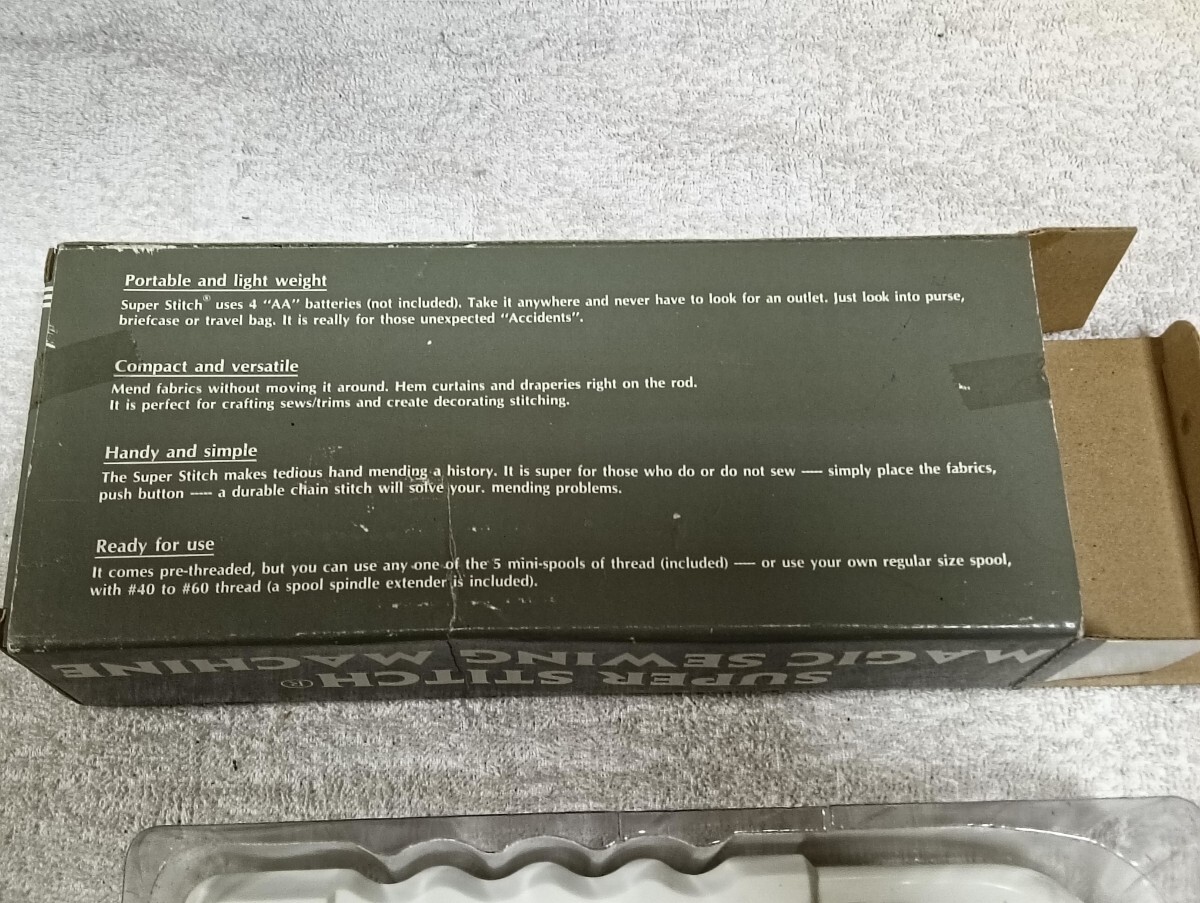 Portable and light weight
Super Stitch® uses 4 "AA" batteries (not included). Take it anywhere and never have to look for an outlet. Just look into purse,
briefcase or travel bag. It is really for those unexpected "Accidents".
Compact and versatile
Mend fabrics without moving it around. Hem curtains and draperies right on the rod.
It is perfect for crafting sews/trims and create decorating stitching.
Handy and simple
The Super Stitch makes tedious hand mending a history. It is super for those who do or do not sew — simply place the fabrics,
push button — a durable chain stitch will solve your. mending problems.
Ready for use
It comes pre-threaded, but you can use any one of the 5 mini-spools of thread (included) — or use your own regular size spool,
with #40 to #60 thread (a spool spindle extender is included).
SUPER STITCH®
MAGIC SEWING MACHINE